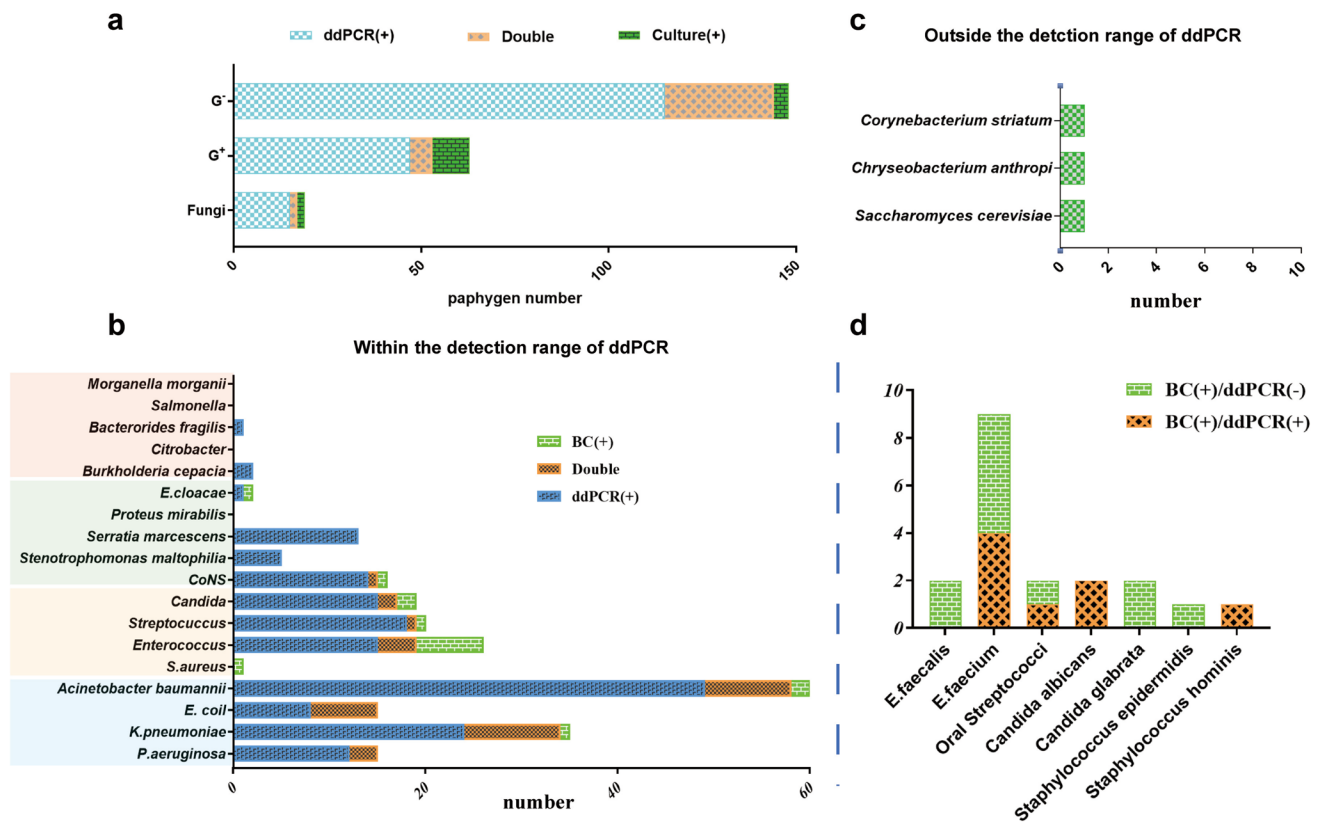 a
ddPCR(+) Double Culture(+)
G-
G+
Fungi
0 50 100 150
paphygen number
c
Outside the detction range of ddPCR
Corynebacterium striatum
Chryseobacterium anthropi
Saccharomyces cerevisiae
0 2 4 6 8 10
number
b
Within the detection range of ddPCR
Morganella morganii
Salmonella
Bacterorides fragilis
Citrobacter
Burkholderia cepacia
E.cloacae
Proteus mirabilis
Serratia marcescens
Stenotrophomonas maltophilia
CoNS
Candida
Streptocuccus
Enterococcus
S.aureus
Acinetobacter baumannii
E. coil
K.pneumoniae
P.aeruginosa
BC(+)
Double
ddPCR(+)
0 20 40 60
number
d
BC(+)/ddPCR(-)
BC(+)/ddPCR(+)
10
8
6
4
2
0
E.faecalis
E.faecium
Oral Streptococci
Candida albicans
Candida glabrata
Staphylococcus epidermidis
Staphylococcus hominis